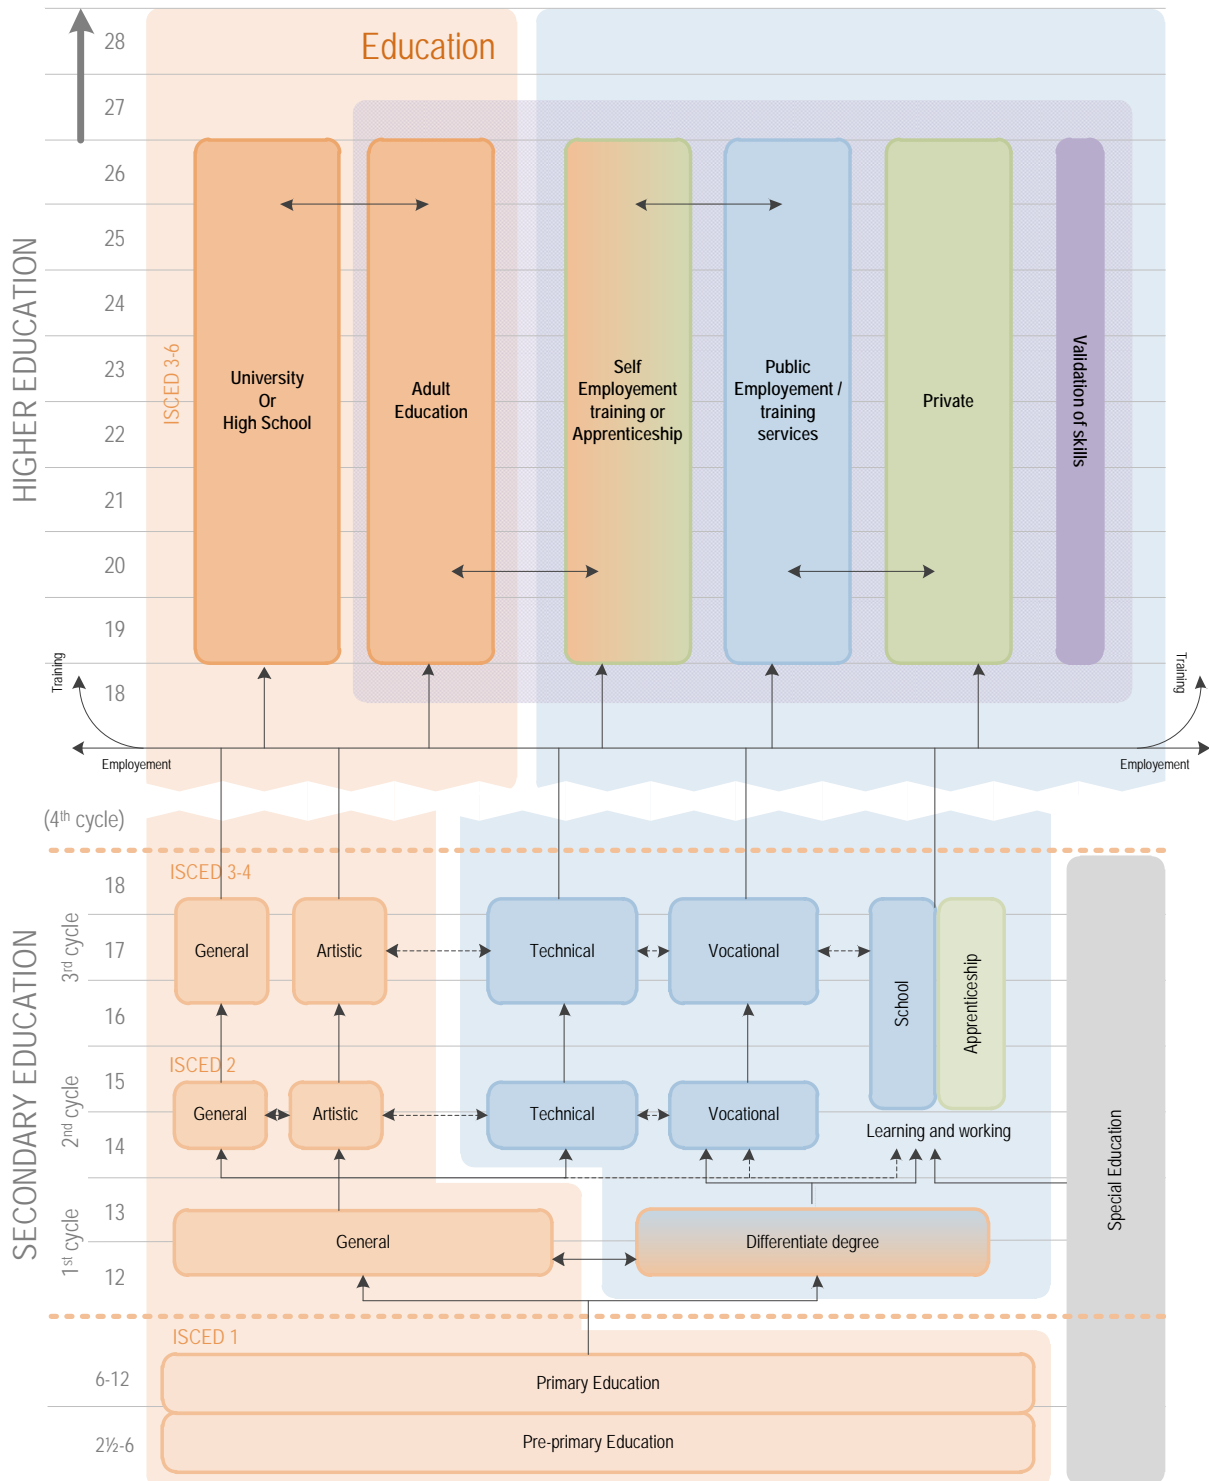 28
Education
27
26
25
24
23
22
21
20
19
18
HIGHER EDUCATION
ISCED 3-6
University
Or
High School
Adult
Education
Self
Employement
training or
Apprenticeship
Public
Employement /
training
services
Private
Validation of skills
Training
Training
Employement
Employement
(4th cycle)
SECONDARY EDUCATION
ISCED 3-4
18
3rd cycle
17
16
General
Artistic
Technical
Vocational
School
Apprenticeship
ISCED 2
15
2nd cycle
14
General
Artistic
Technical
Vocational
Learning and working
Special Education
13
1st cycle
12
General
Differentiate degree
ISCED 1
6-12
Primary Education
2½-6
Pre-primary Education